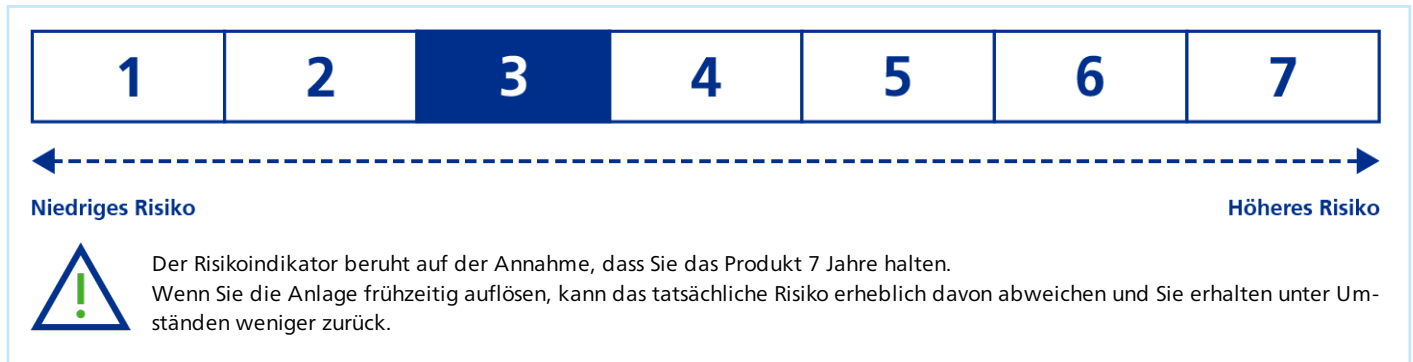 1 2 3 4 5 6 7
Niedriges Risiko Höheres Risiko
Der Risikoindikator beruht auf der Annahme, dass Sie das Produkt 7 Jahre halten.
Wenn Sie die Anlage frühzeitig auflösen, kann das tatsächliche Risiko erheblich davon abweichen und Sie erhalten unter Um-
ständen weniger zurück.